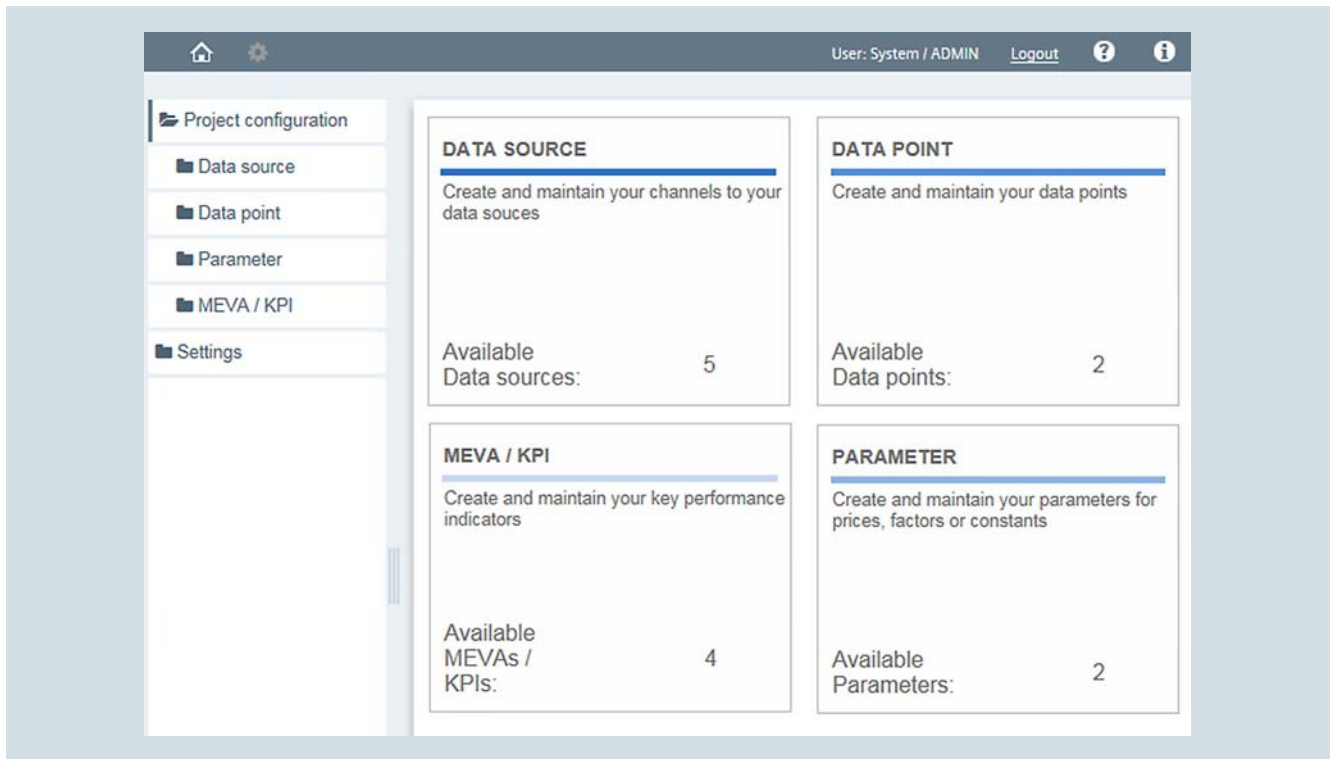 User: System / ADMIN Logout
Project configuration
Data source
Data point
Parameter
MEVA / KPI
Settings
DATA SOURCE
Create and maintain your channels to your
data souces
Available
Data sources: 5
DATA POINT
Create and maintain your data points
Available
Data points: 2
MEVA / KPI
Create and maintain your key performance
indicators
Available
MEVAs / 4
KPIs:
PARAMETER
Create and maintain your parameters for
prices, factors or constants
Available
Parameters: 2